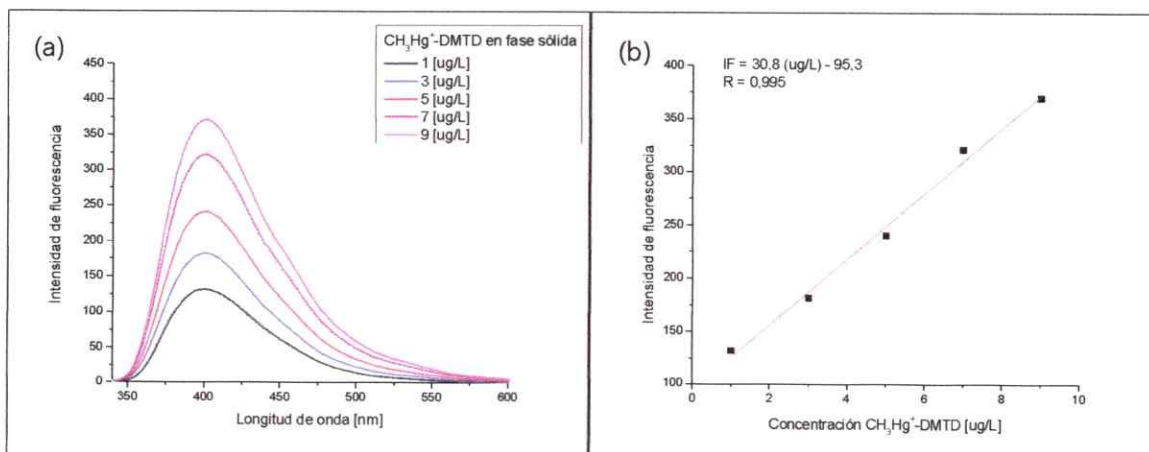 (a)
CH₃Hg⁺-DMTD en fase sólida
1 [ug/L]
3 [ug/L]
5 [ug/L]
7 [ug/L]
9 [ug/L]
Intensidad de fluorescencia
450
400
350
300
250
200
150
100
50
0
350 400 450 500 550 600
Longitud de onda [nm]
(b)
IF = 30,8 (ug/L) - 95,3
R = 0,995
Intensidad de fluorescencia
400
350
300
250
200
150
100
0 2 4 6 8 10
Concentración CH₃Hg⁺-DMTD [ug/L]